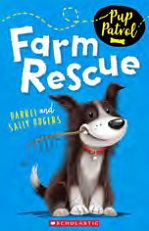 Pup
Patrol
Farm
Rescue
Darrel and
Sally Odgers
SCHOLASTIC